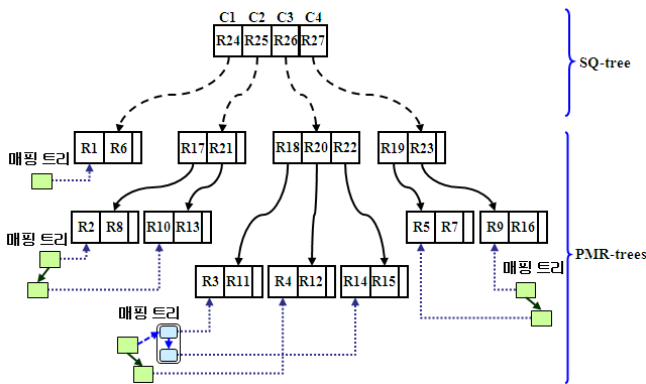 C1 C2 C3 C4
R24 R25 R26 R27
SQ-tree
R1 R6
R17 R21
R18 R20 R22
R19 R23
매핑 트리
R2 R8
R10 R13
R5 R7
R9 R16
매핑 트리
PMR-trees
매핑 트리
R3 R11
R4 R12
R14 R15
매핑 트리